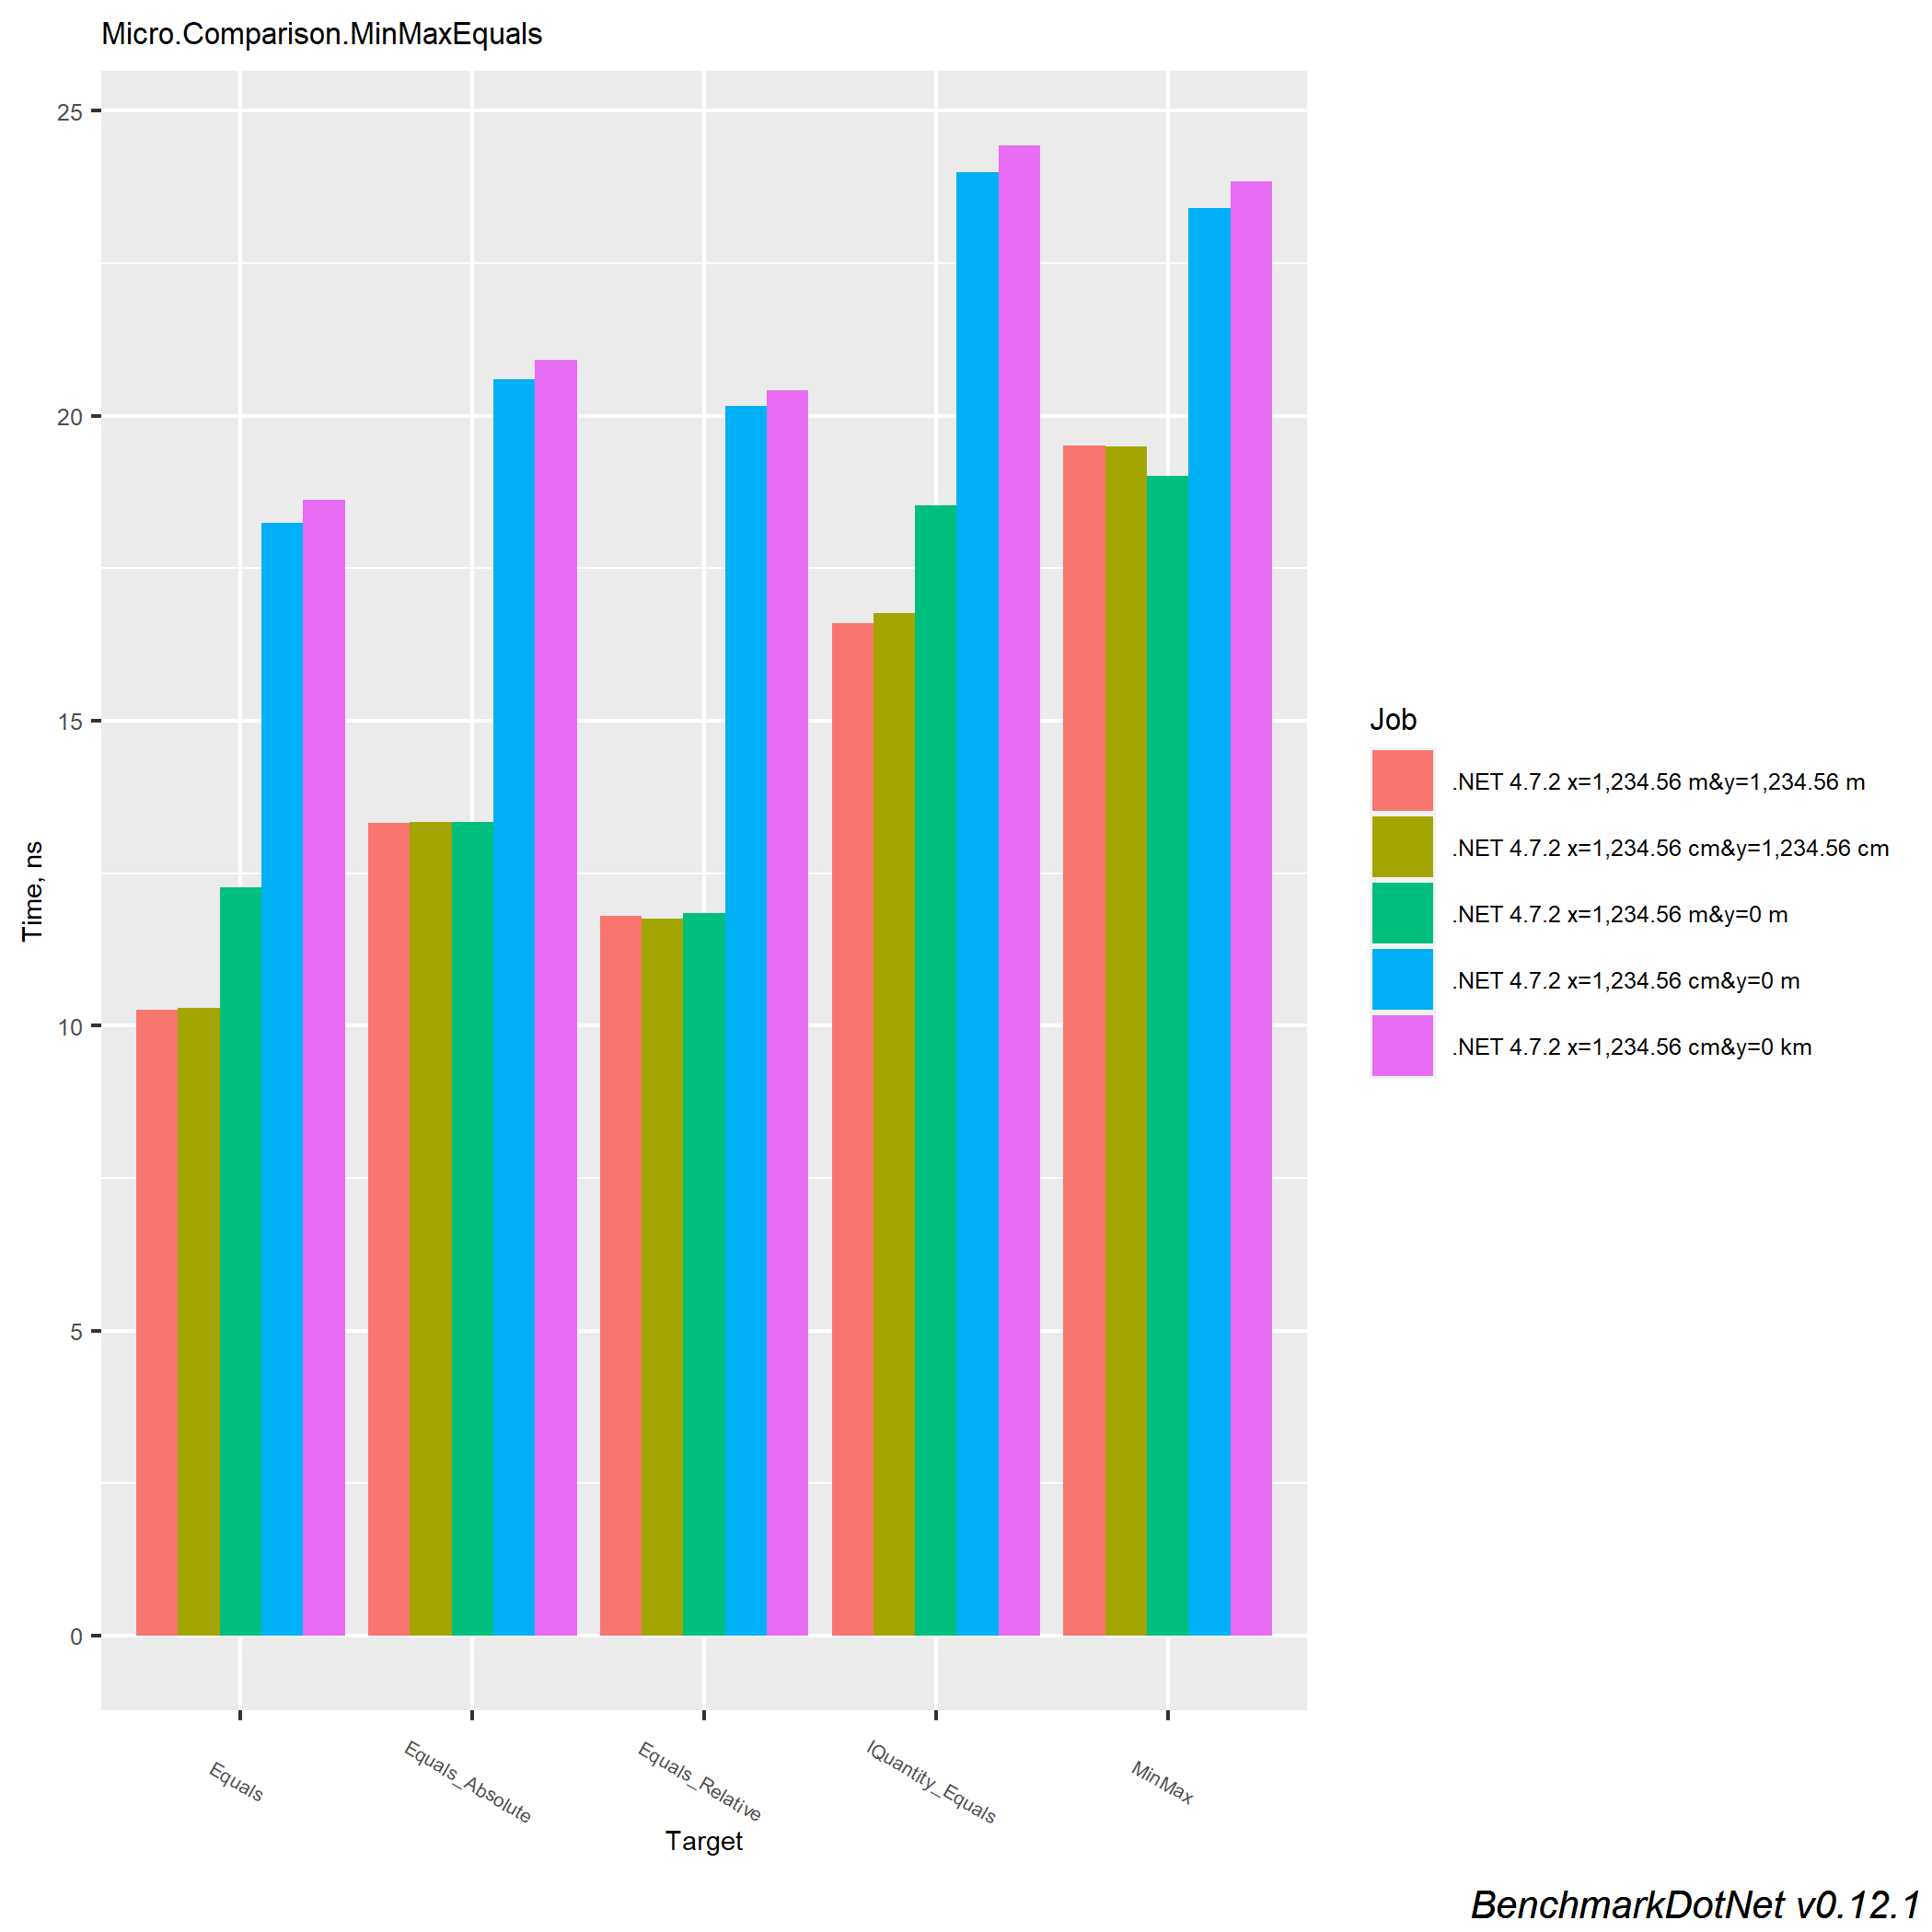 Micro.Comparison.MinMaxEquals
25
20
15
10
5
0
Time, ns
Equals
Equals_Absolute
Equals_Relative
IQuantity_Equals
MinMax
Target
Job
.NET 4.7.2 x=1,234.56 m&y=1,234.56 m
.NET 4.7.2 x=1,234.56 cm&y=1,234.56 cm
.NET 4.7.2 x=1,234.56 m&y=0 m
.NET 4.7.2 x=1,234.56 cm&y=0 m
.NET 4.7.2 x=1,234.56 cm&y=0 km
BenchmarkDotNet v0.12.1